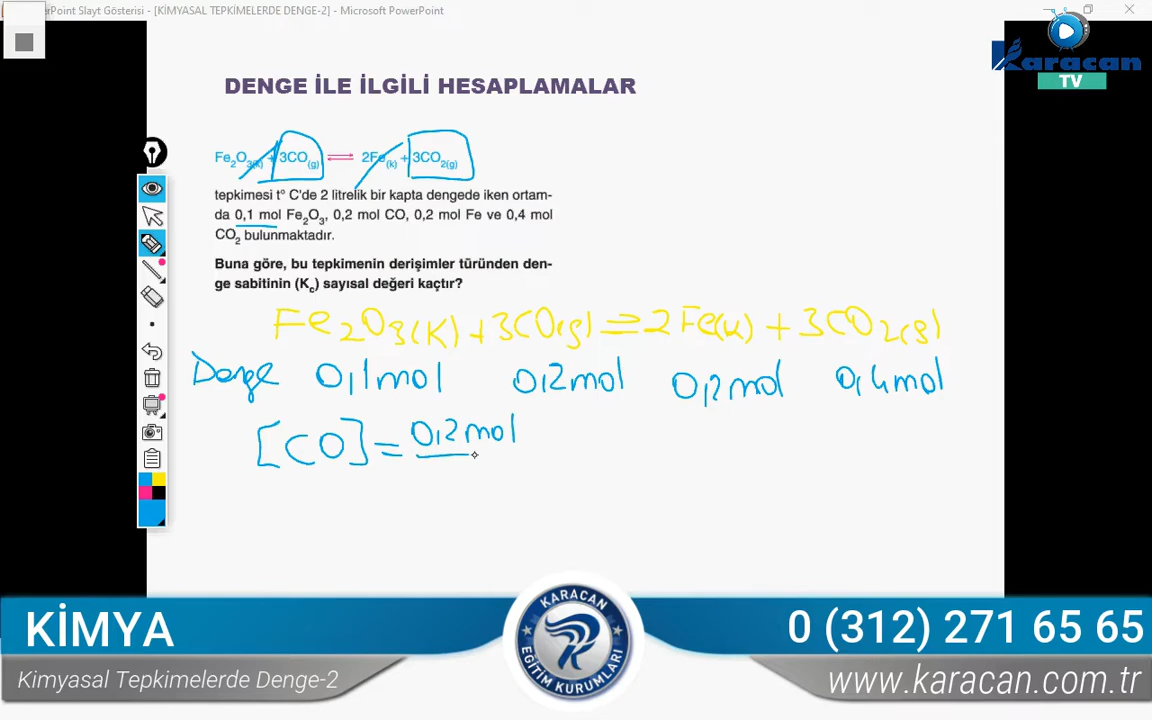 PowerPoint Slayt Gösterisi - [KİMYASAL TEPKİMELERDE DENGE-2] - Microsoft PowerPoint
Karacan
TV
DENGE İLE İLGİLİ HESAPLAMALAR
Fe₂O₃(k) + 3CO(g) ⇌ 2Fe(k) + 3CO₂(g)
tepkimesi t° C'de 2 litrelik bir kapta dengede iken ortam-
da 0,1 mol Fe₂O₃, 0,2 mol CO, 0,2 mol Fe ve 0,4 mol
CO₂ bulunmaktadır.
Buna göre, bu tepkimenin derişimler türünden den-
ge sabitinin (Kc) sayısal değeri kaçtır?
Fe₂O₃(k) + 3CO(g) ⇌ 2Fe(k) + 3CO₂(g)
Denge 0,1mol 0,2mol 0,2mol 0,4mol
[CO] = 0,2mol
KİMYA
Kimyasal Tepkimelerde Denge-2
KARACAN
EĞİTİM KURUMLARI
0 (312) 271 65 65
www.karacan.com.tr